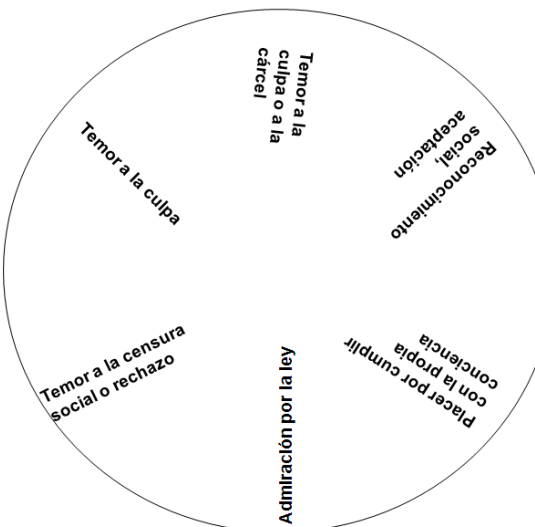 Temor a la
culpa o a la
cárcel
Reconocimiento
social,
aceptación
Temor a la culpa
Placer por cumplir
con la propia
conciencia
Temor a la censura
social o rechazo
Admiración por la ley